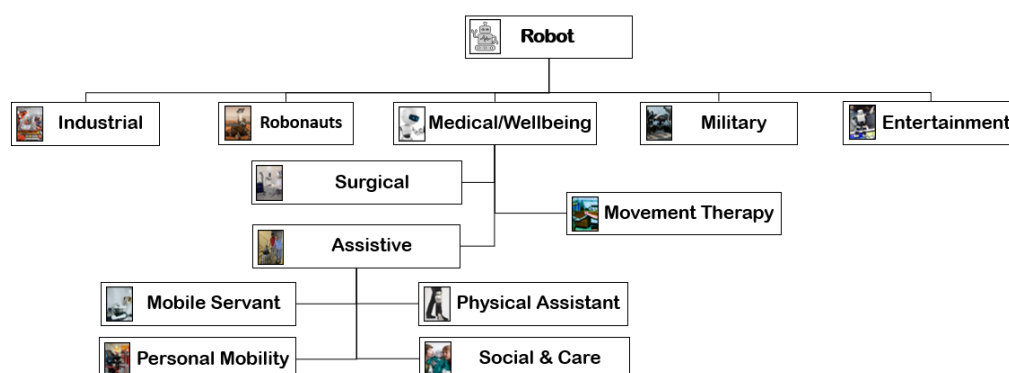 Robot
Industrial
Robonauts
Medical/Wellbeing
Military
Entertainment
Surgical
Movement Therapy
Assistive
Mobile Servant
Physical Assistant
Personal Mobility
Social & Care